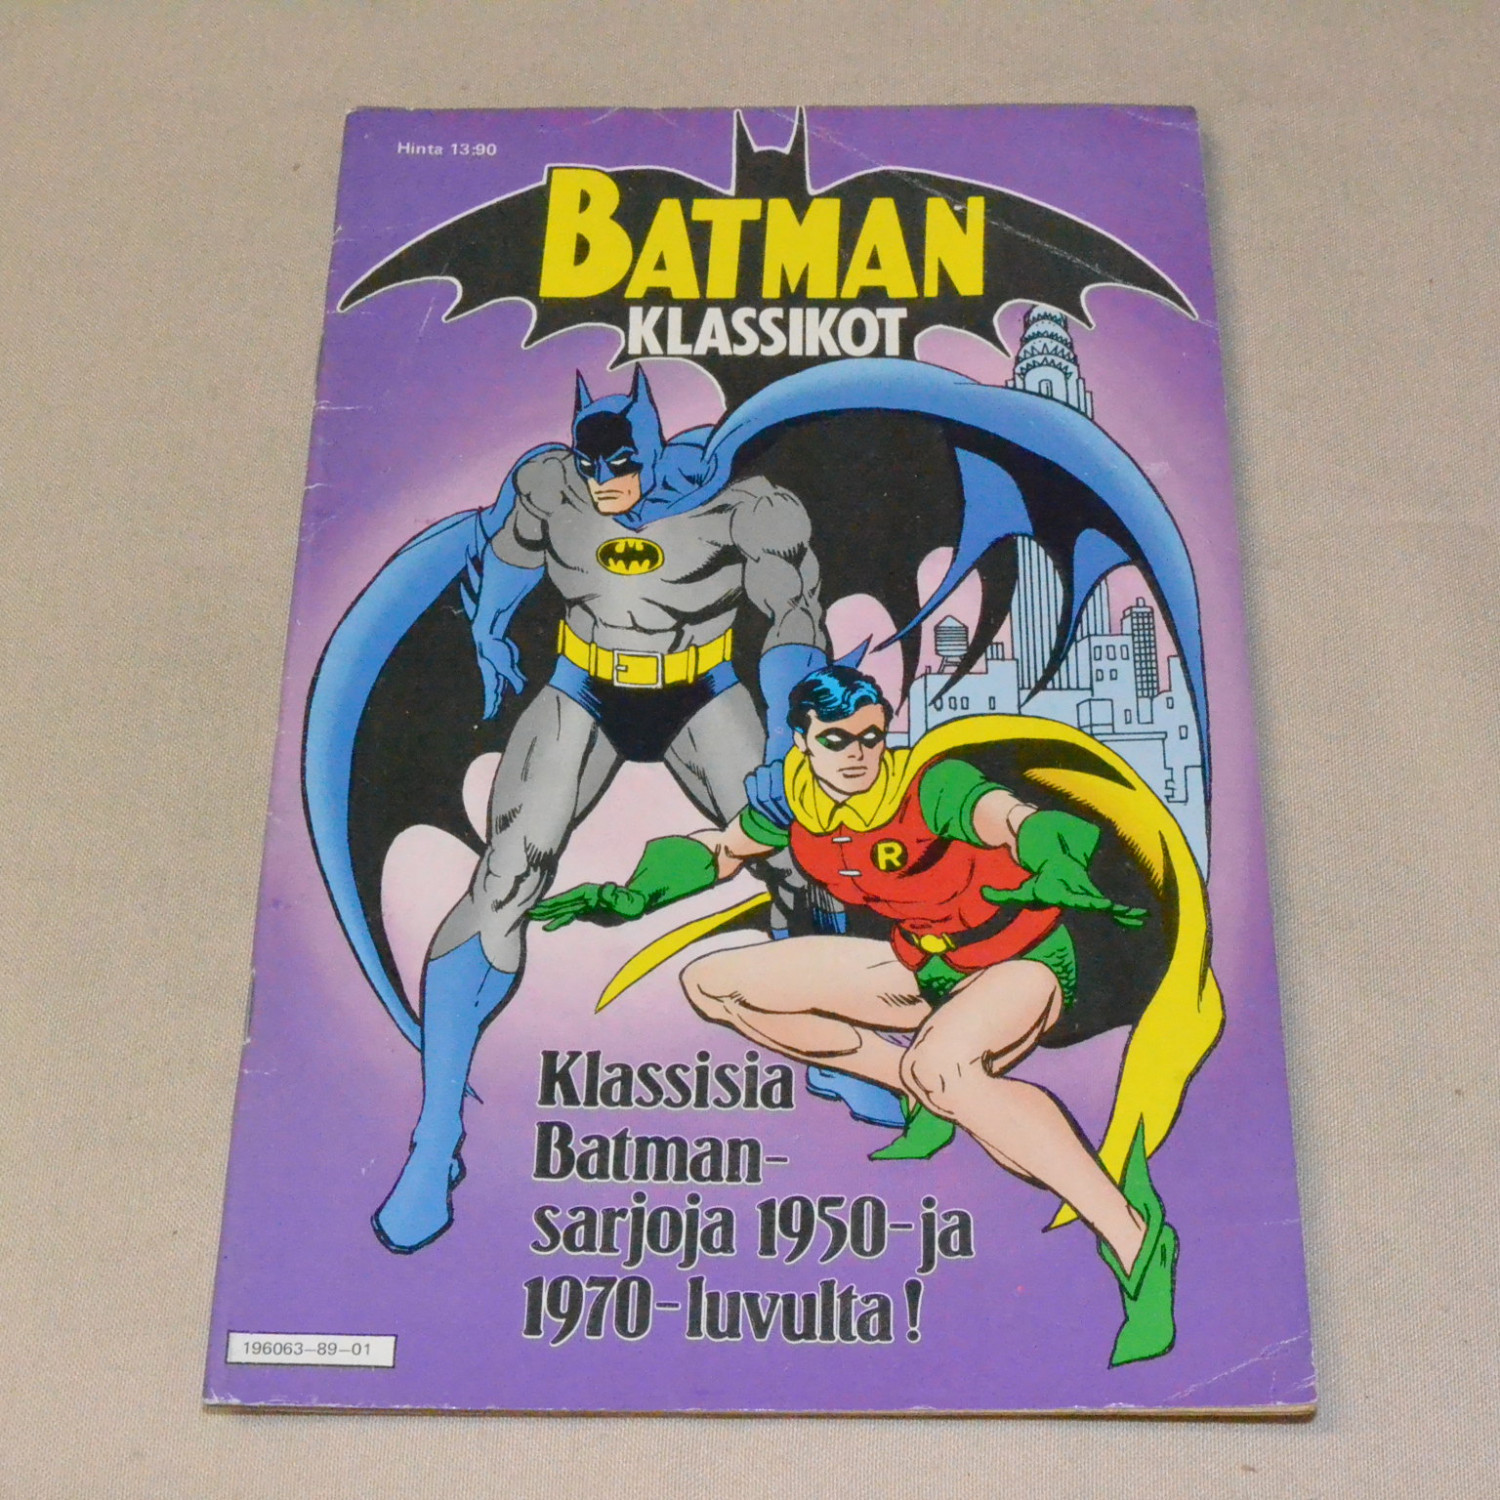 Hinta 13:90
BATMAN
KLASSIKOT
R
Klassisia
Batman-
sarjoja 1950-ja
1970-luvulta!
196063-89-01